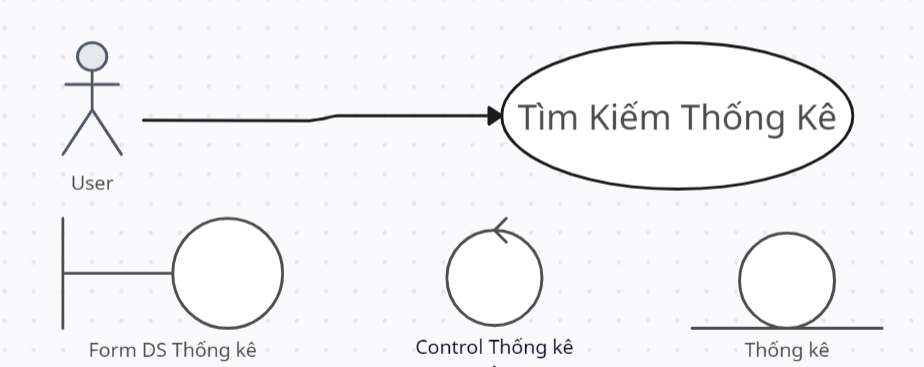 Tìm Kiếm Thống Kê
User
Form DS Thống kê
Control Thống kê
Thống kê